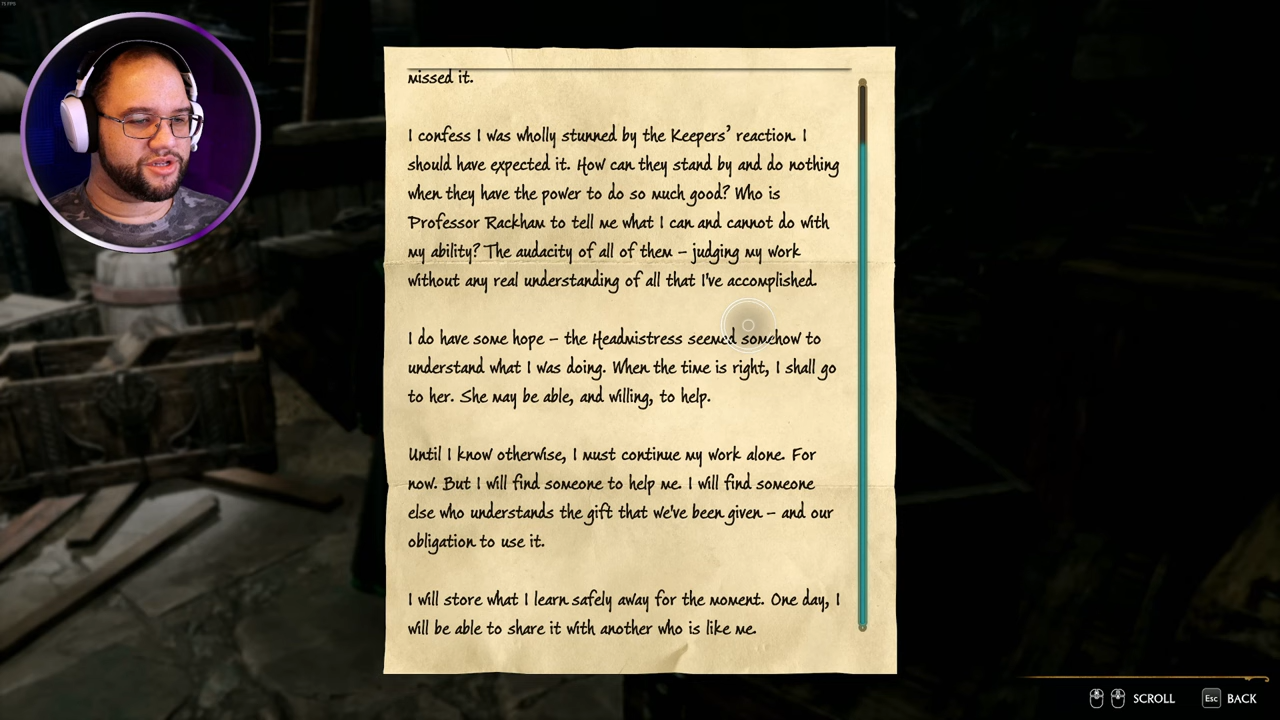 75 FPS
missed it.
I confess I was wholly stunned by the Keepers' reaction. I
should have expected it. How can they stand by and do nothing
when they have the power to do so much good? Who is
Professor Rackham to tell me what I can and cannot do with
my ability? The audacity of all of them – judging my work
without any real understanding of all that I've accomplished.
I do have some hope – the Headmistress seemed somehow to
understand what I was doing. When the time is right, I shall go
to her. She may be able, and willing, to help.
Until I know otherwise, I must continue my work alone. For
now. But I will find someone to help me. I will find someone
else who understands the gift that we've been given – and our
obligation to use it.
I will store what I learn safely away for the moment. One day, I
will be able to share it with another who is like me.
SCROLL Esc BACK